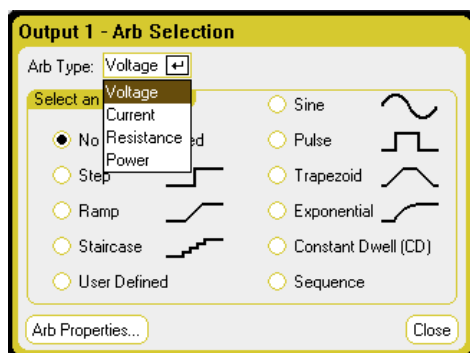 Output 1 - Arb Selection
Arb Type: Voltage
Voltage
Current
Resistance
Power
Select an
No
Step
Ramp
Staircase
User Defined
Sine
Pulse
Trapezoid
Exponential
Constant Dwell (CD)
Sequence
Arb Properties...
Close